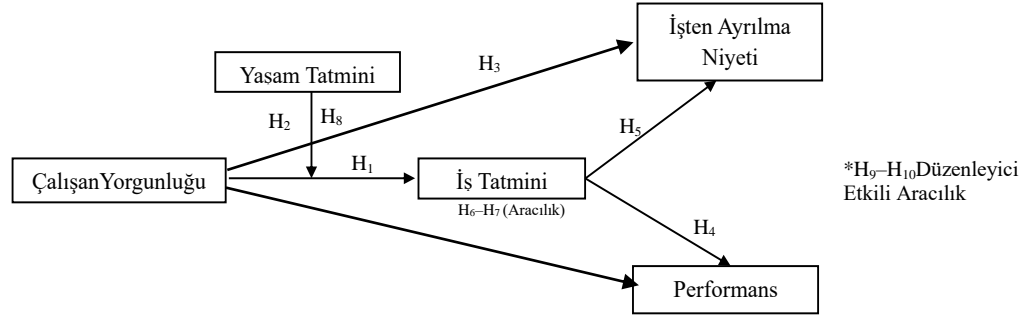 İşten Ayrılma
Niyeti
Yaşam Tatmini
H₃
H₂
H₈
H₅
ÇalışanYorgunluğu
H₁
İş Tatmini
H₆–H₇ (Aracılık)
*H₉–H₁₀Düzenleyici
Etkili Aracılık
H₄
Performans